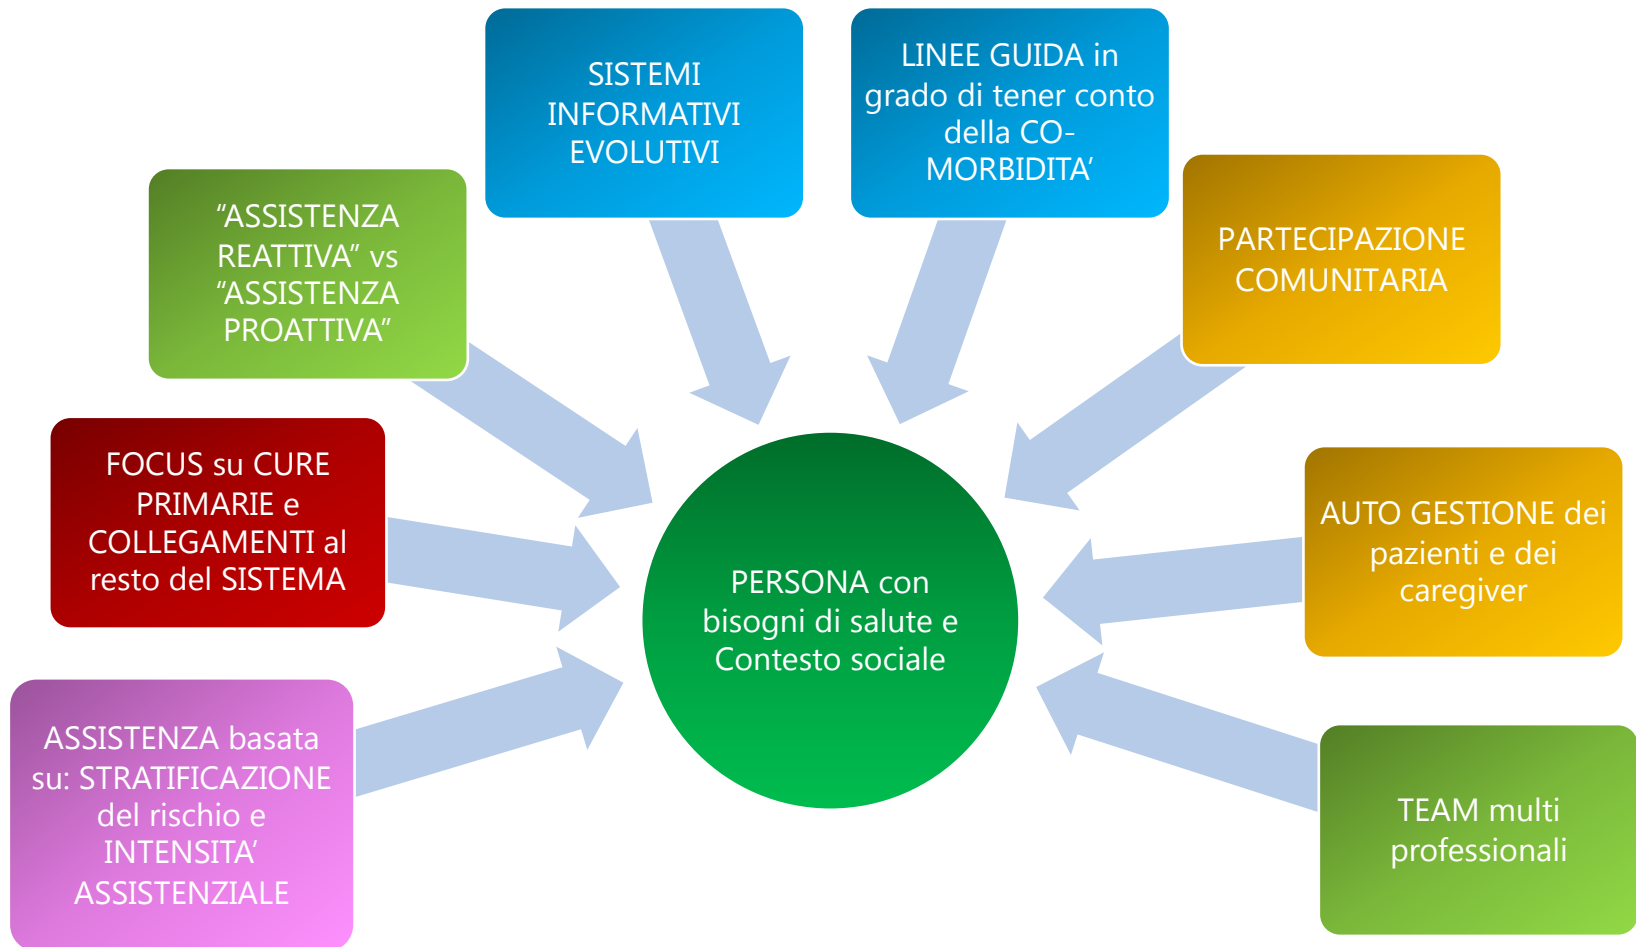 SISTEMI
INFORMATIVI
EVOLUTIVI
LINEE GUIDA in
grado di tener conto
della CO-
MORBIDITA’
“ASSISTENZA
REATTIVA” vs
“ASSISTENZA
PROATTIVA”
PARTECIPAZIONE
COMUNITARIA
FOCUS su CURE
PRIMARIE e
COLLEGAMENTI al
resto del SISTEMA
AUTO GESTIONE dei
pazienti e dei
caregiver
PERSONA con
bisogni di salute e
Contesto sociale
ASSISTENZA basata
su: STRATIFICAZIONE
del rischio e
INTENSITA’
ASSISTENZIALE
TEAM multi
professionali